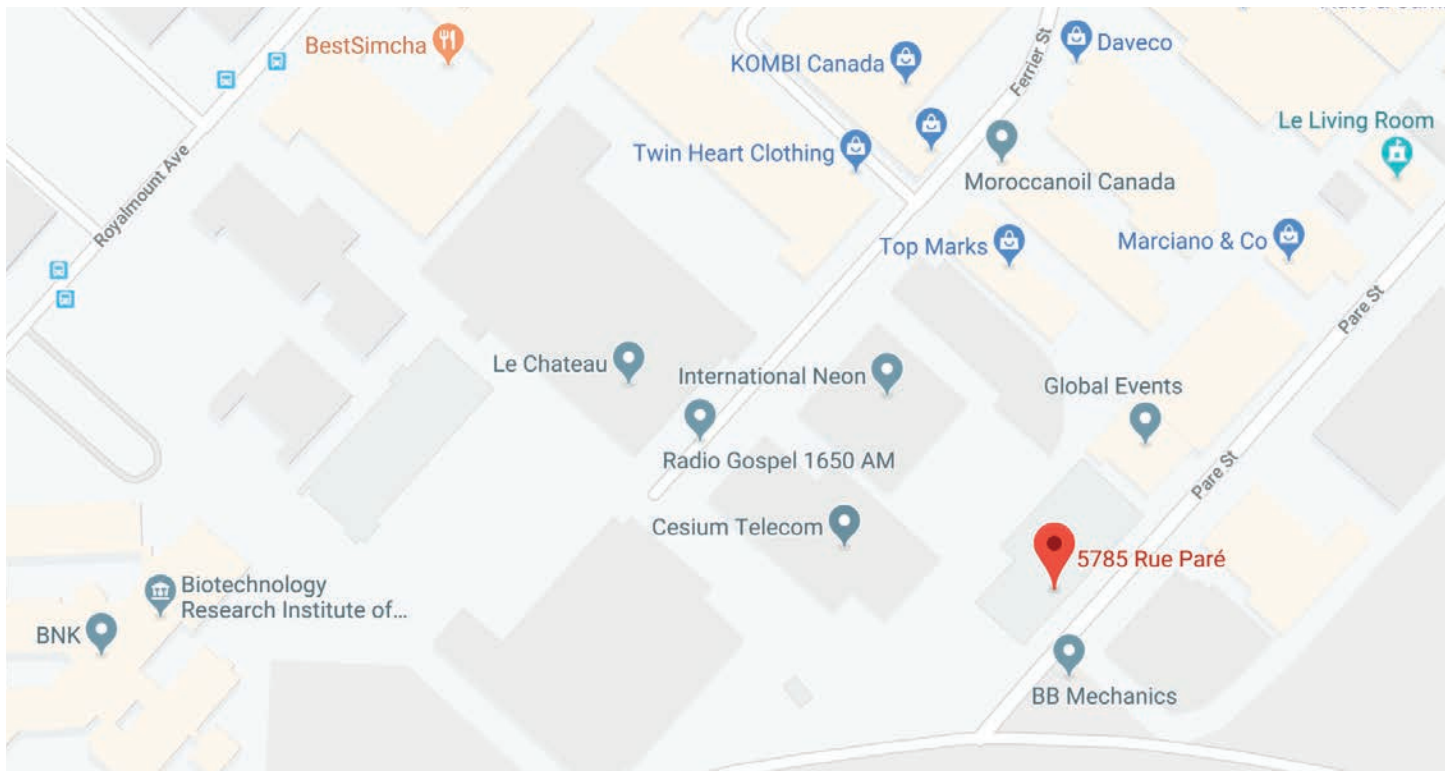 BestSimcha
KOMBI Canada
Ferrier St
Daveco
Le Living Room
Twin Heart Clothing
Moroccanoil Canada
Royalmount Ave
Top Marks
Marciano & Co
Pare St
Le Chateau
International Neon
Global Events
Radio Gospel 1650 AM
Pare St
Cesium Telecom
5785 Rue Paré
Biotechnology
Research Institute of...
BNK
BB Mechanics